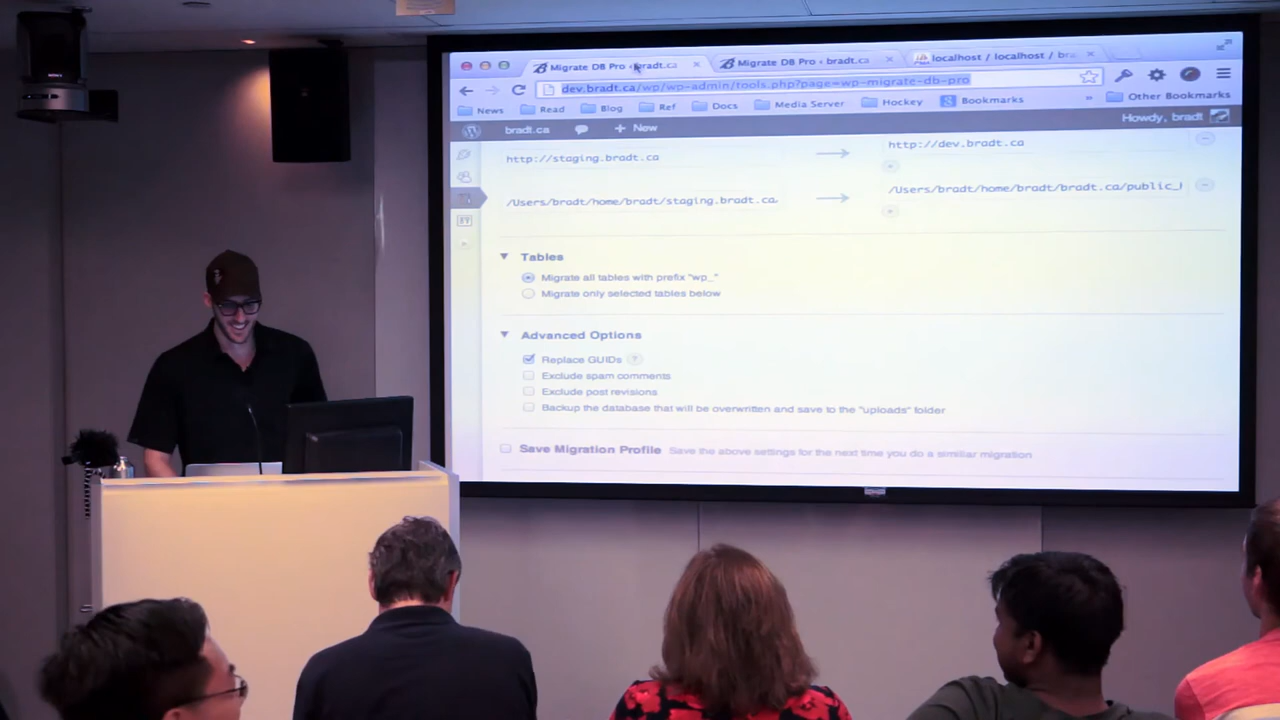 Migrate DB Pro ‹ bradt.ca
Migrate DB Pro ‹ bradt.ca
localhost / localhost / bra
dev.bradt.ca/wp/wp-admin/tools.php?page=wp-migrate-db-pro
News Read Blog Ref Docs Media Server Hockey Bookmarks » Other Bookmarks
bradt.ca + New Howdy, bradt
http://staging.bradt.ca http://dev.bradt.ca
/Users/bradt/home/bradt/staging.bradt.ca/ /Users/bradt/home/bradt/bradt.ca/public_
Tables
Migrate all tables with prefix "wp_"
Migrate only selected tables below
Advanced Options
Replace GUIDs ?
Exclude spam comments
Exclude post revisions
Backup the database that will be overwritten and save to the "uploads" folder
Save Migration Profile Save the above settings for the next time you do a similiar migration